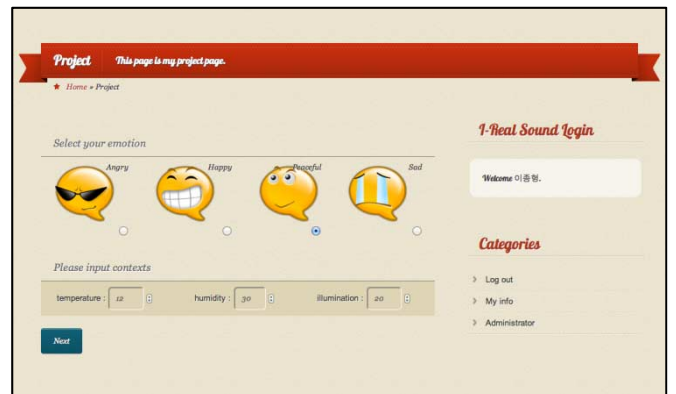 Project This page is my project page.
Home » Project
Select your emotion
Angry Happy Peaceful Sad
Please input contexts
temperature : 12 humidity : 30 illumination : 20
Next
I-Real Sound Login
Welcome 이종형.
Categories
Log out
My info
Administrator